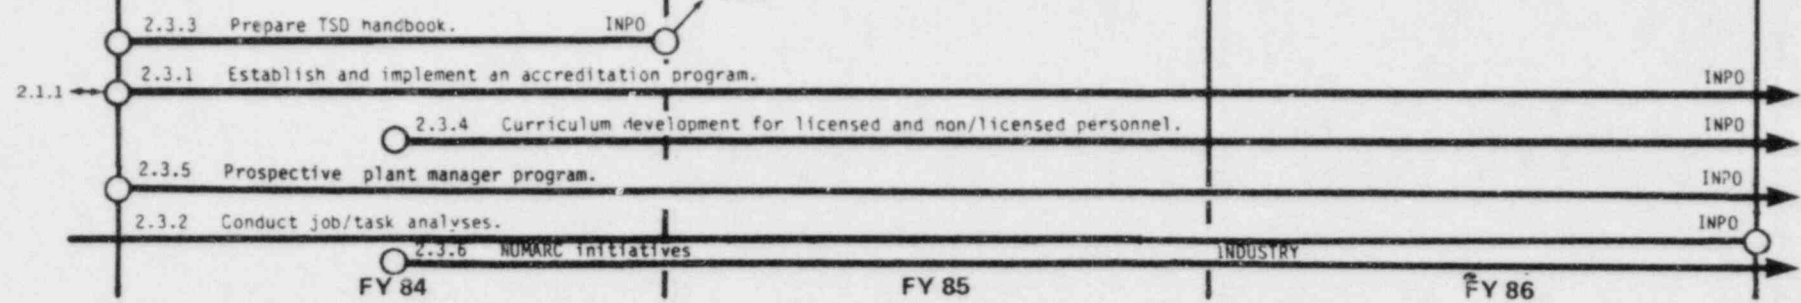 2.3.3 Prepare TSD handbook. INPO
2.3.1 Establish and implement an accreditation program. INPO
2.1.1
2.3.4 Curriculum development for licensed and non/licensed personnel. INPO
2.3.5 Prospective plant manager program. INPO
2.3.2 Conduct job/task analyses. INPO
2.3.6 NUMARC initiatives INDUSTRY
FY 84 FY 85 FY 86